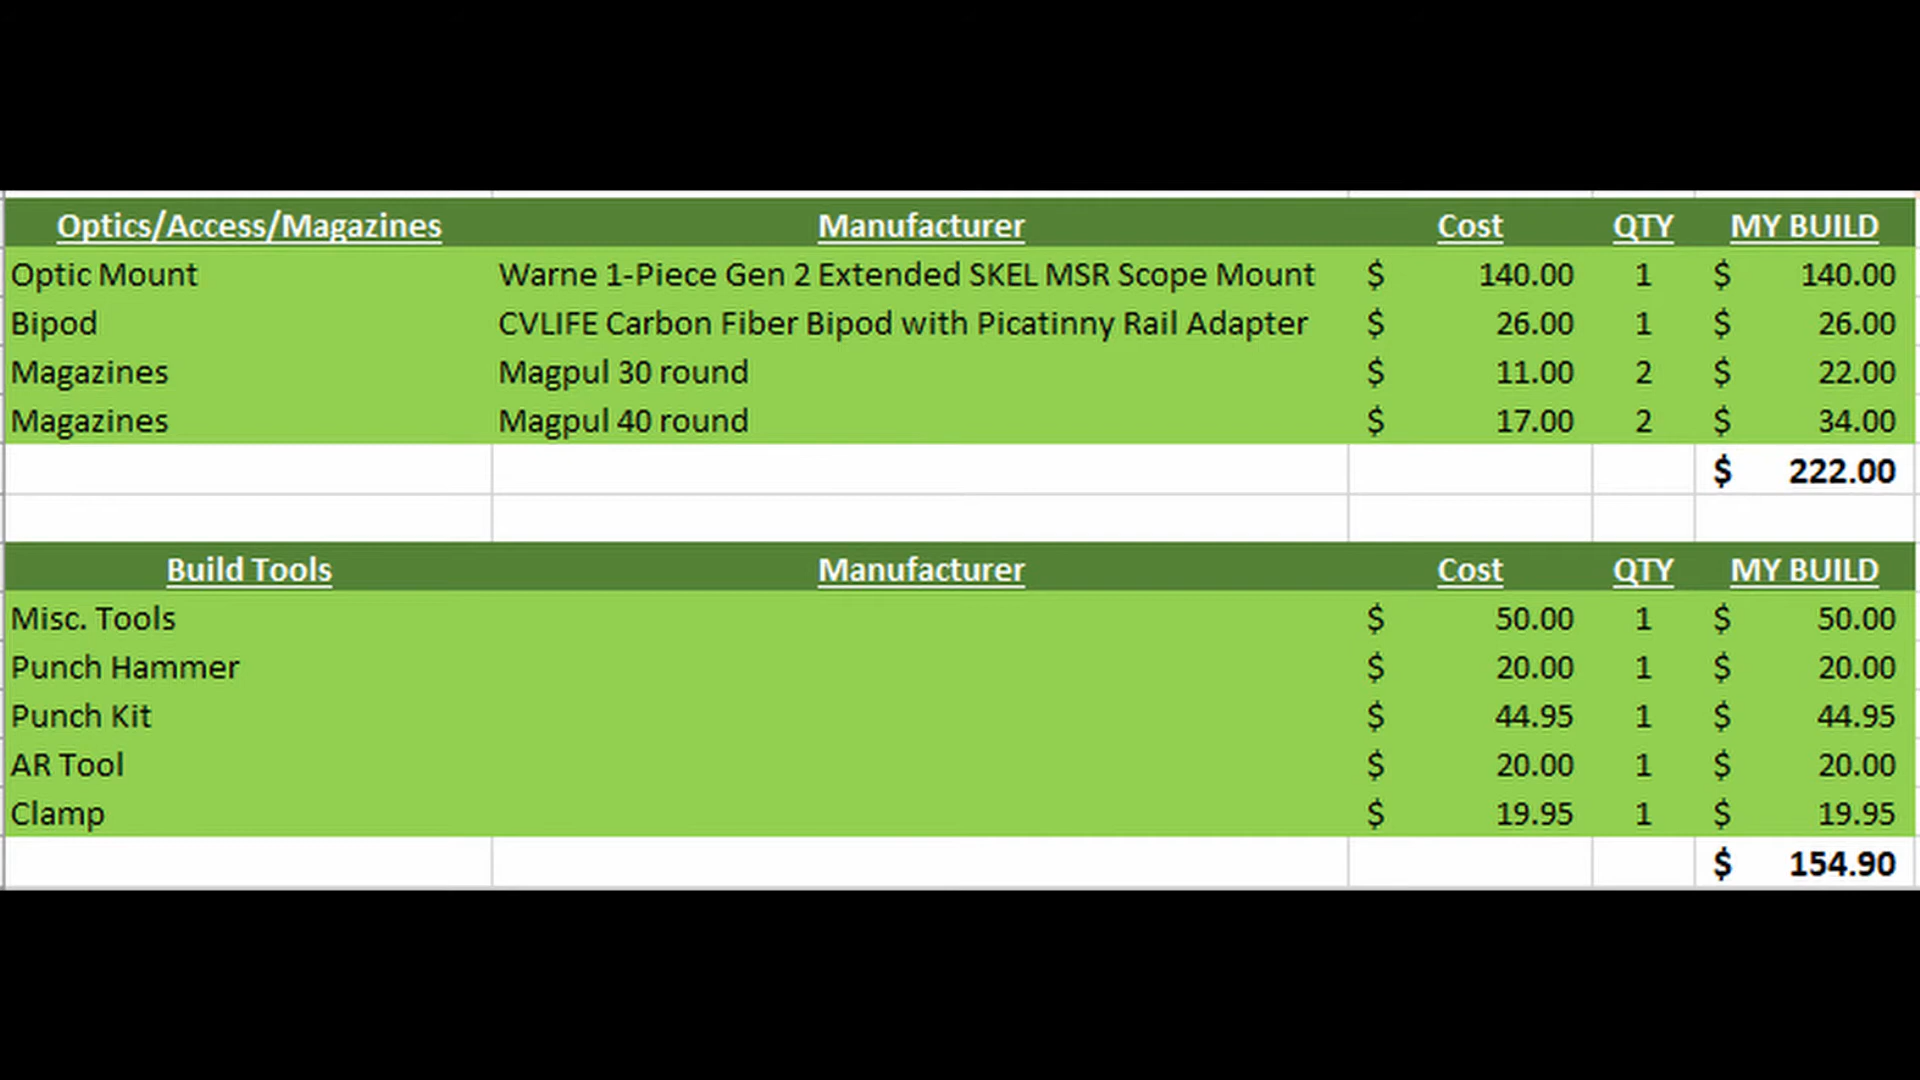 Optics/Access/Magazines Manufacturer Cost QTY MY BUILD
Optic Mount Warne 1-Piece Gen 2 Extended SKEL MSR Scope Mount $ 140.00 1 $ 140.00
Bipod CVLIFE Carbon Fiber Bipod with Picatinny Rail Adapter $ 26.00 1 $ 26.00
Magazines Magpul 30 round $ 11.00 2 $ 22.00
Magazines Magpul 40 round $ 17.00 2 $ 34.00
$ 222.00
Build Tools Manufacturer Cost QTY MY BUILD
Misc. Tools $ 50.00 1 $ 50.00
Punch Hammer $ 20.00 1 $ 20.00
Punch Kit $ 44.95 1 $ 44.95
AR Tool $ 20.00 1 $ 20.00
Clamp $ 19.95 1 $ 19.95
$ 154.90